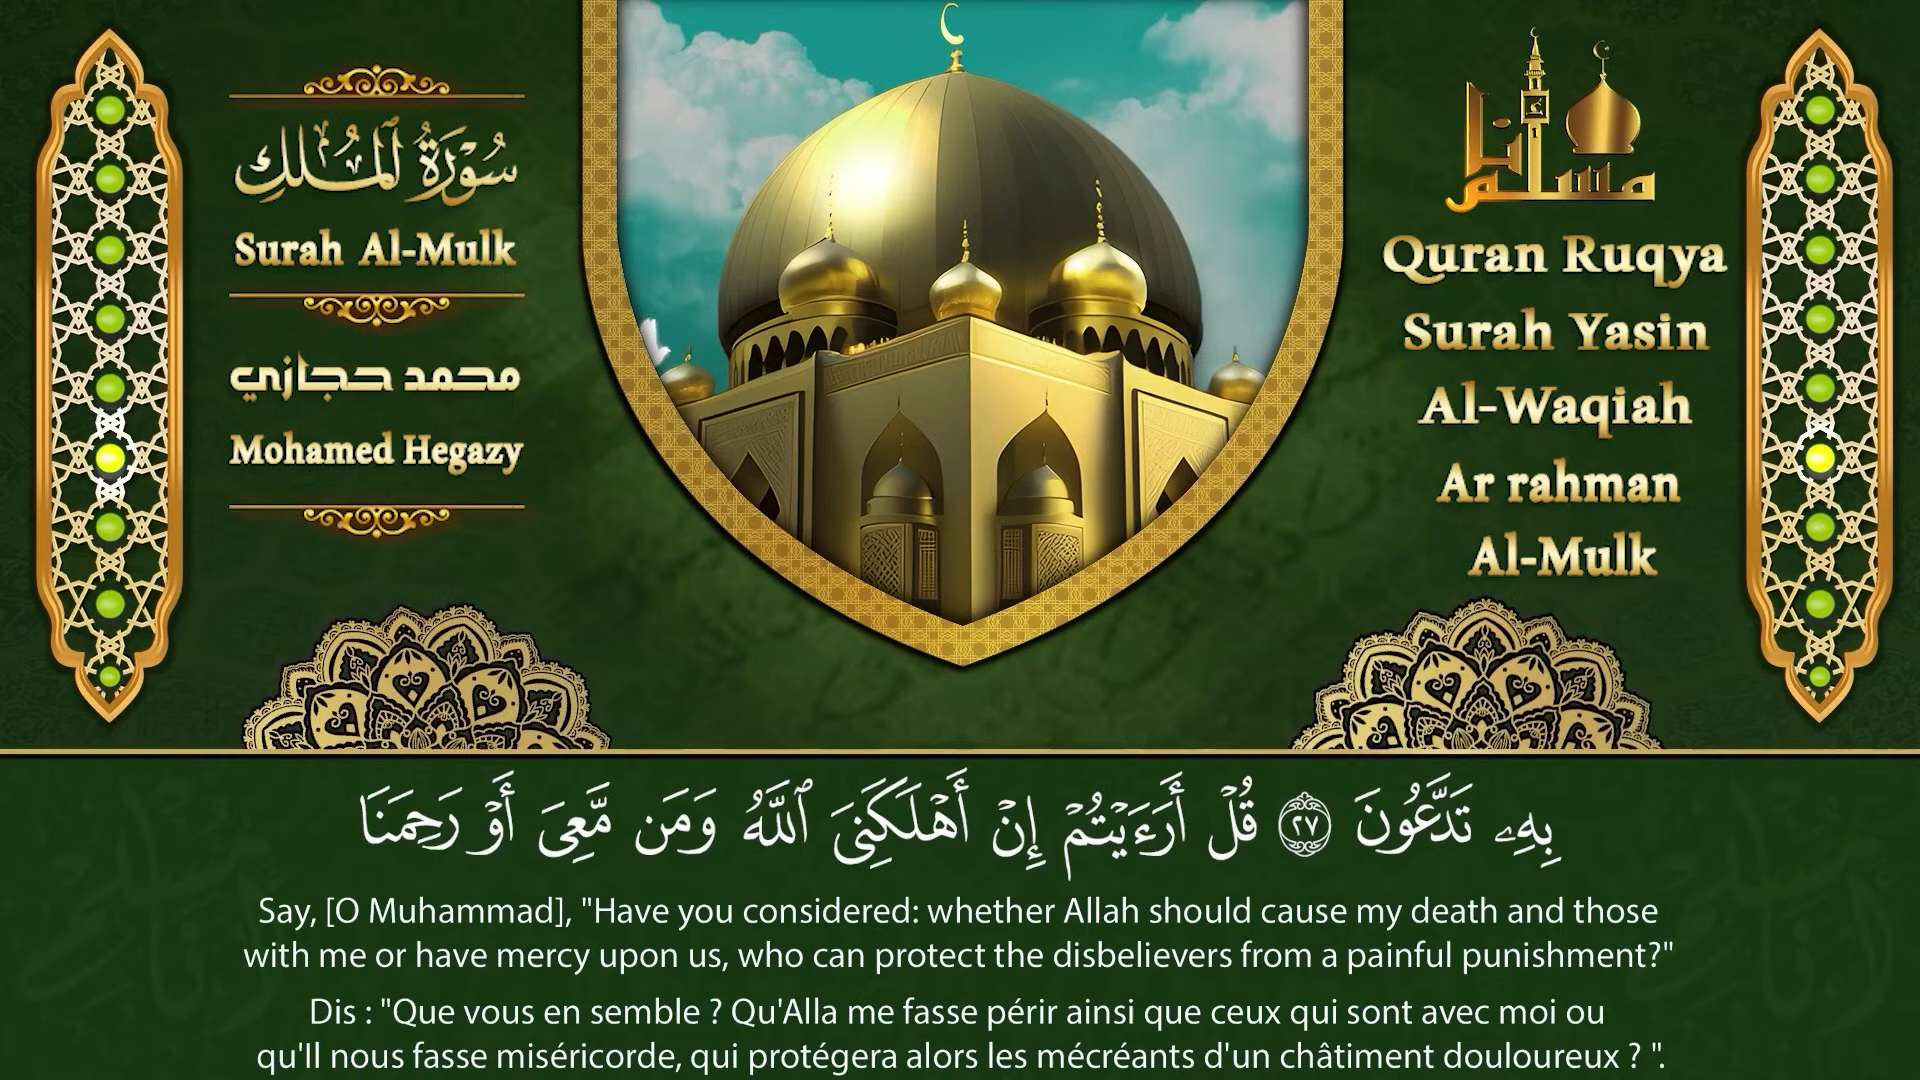 سُورَةُ ٱلْمُلْكِ
Surah Al-Mulk
محمد حجازي
Mohamed Hegazy
أنا مسلم
Quran Ruqya
Surah Yasin
Al-Waqiah
Ar rahman
Al-Mulk
بِهِۦ تَدَّعُونَ ٢٧ قُلْ أَرَءَيْتُمْ إِنْ أَهْلَكَنِىَ ٱللَّهُ وَمَن مَّعِىَ أَوْ رَحِمَنَا
Say, [O Muhammad], "Have you considered: whether Allah should cause my death and those
with me or have mercy upon us, who can protect the disbelievers from a painful punishment?"
Dis : "Que vous en semble ? Qu'Alla me fasse périr ainsi que ceux qui sont avec moi ou
qu'Il nous fasse miséricorde, qui protégera alors les mécréants d'un châtiment douloureux ? ".